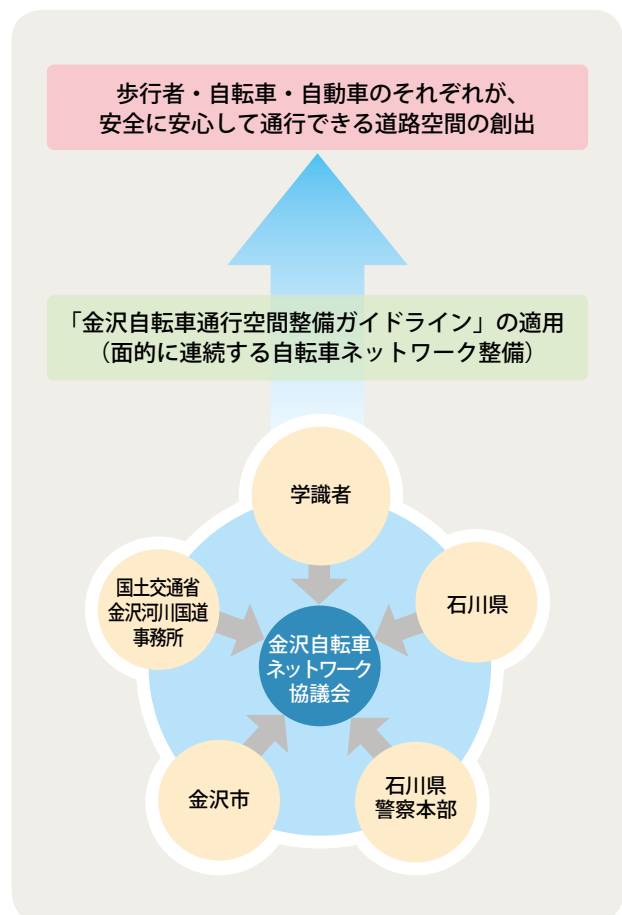 歩行者・自転車・自動車のそれぞれが、
安全に安心して通行できる道路空間の創出
「金沢自転車通行空間整備ガイドライン」の適用
（面的に連続する自転車ネットワーク整備）
学識者
国土交通省
金沢河川国道
事務所
石川県
金沢自転車
ネットワーク
協議会
金沢市
石川県
警察本部